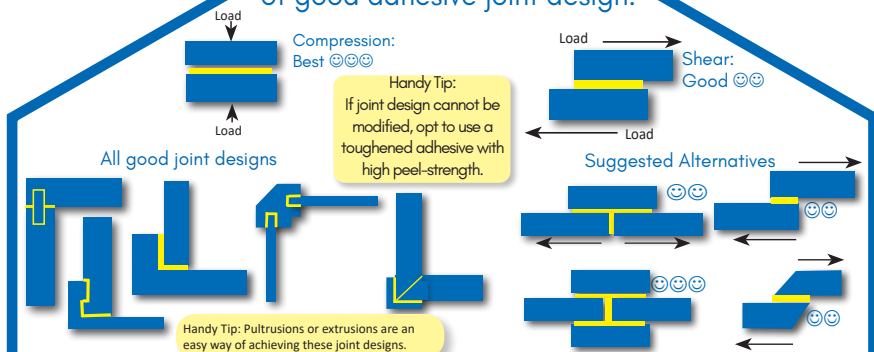 of good adhesive joint design.
Load
Compression:
Best ☺☺☺
Load
Handy Tip:
If joint design cannot be
modified, opt to use a
toughened adhesive with
high peel-strength.
Load
Shear:
Good ☺☺
Load
All good joint designs
Suggested Alternatives
Handy Tip: Pultrusions or extrusions are an
easy way of achieving these joint designs.